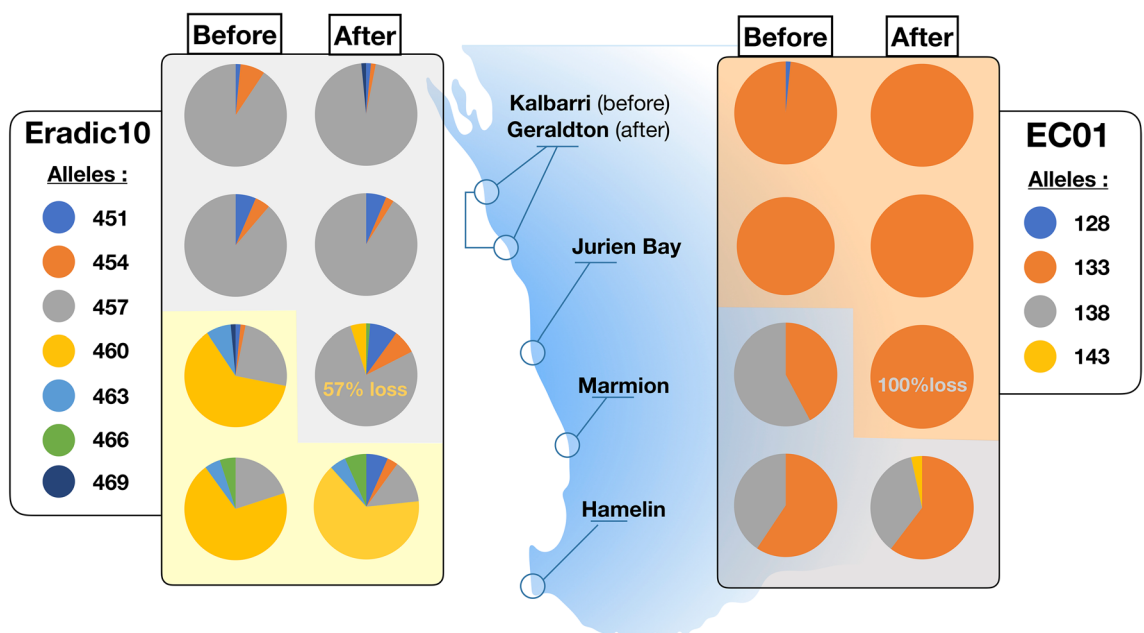 Before
After
Before
After
Kalbarri (before)
Geraldton (after)
Eradic10
Alleles :
451
454
457
460
463
466
469
EC01
Alleles :
128
133
138
143
Jurien Bay
57% loss
Marmion
100%loss
Hamelin